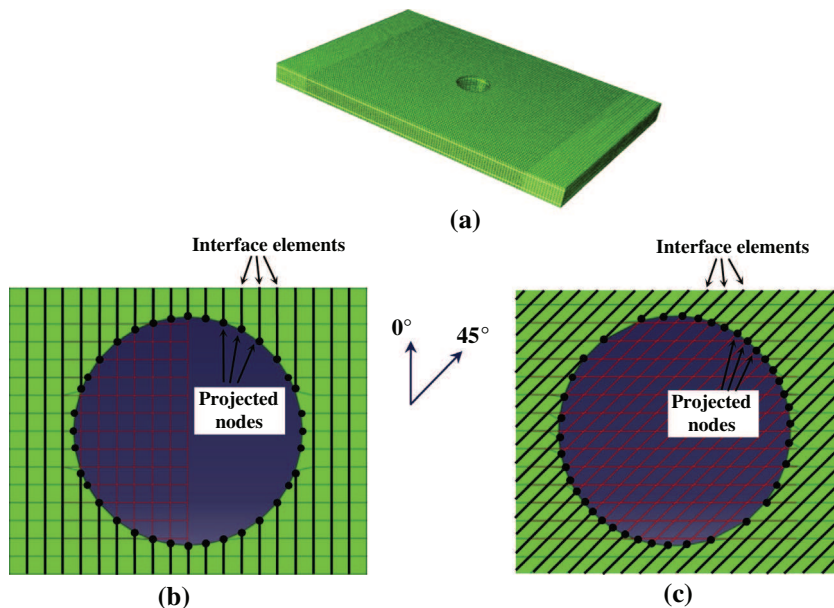 (a)
Interface elements
Interface elements
0°
45°
Projected
nodes
Projected
nodes
(b)
(c)